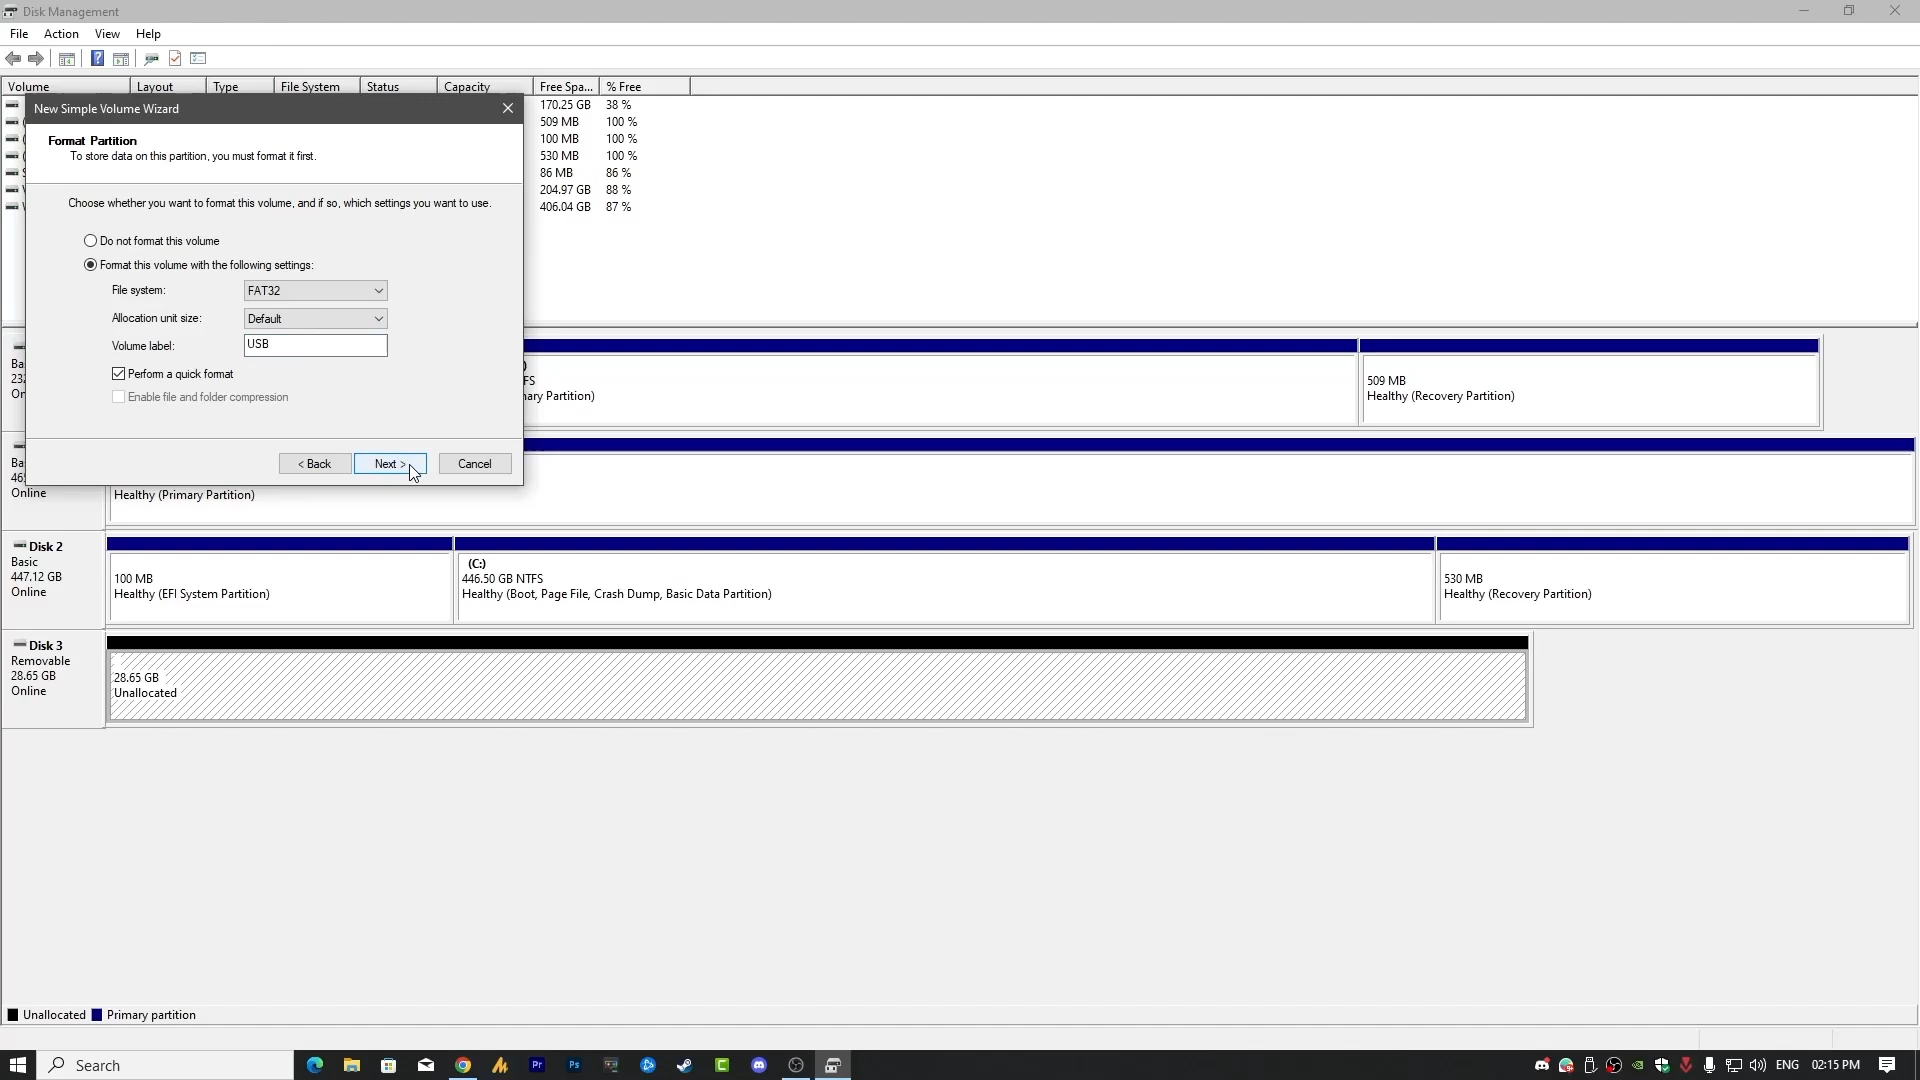 Disk Management
File Action View Help
Volume Layout Type File System Status Capacity Free Spa... % Free
170.25 GB 38 %
509 MB 100 %
100 MB 100 %
530 MB 100 %
86 MB 86 %
204.97 GB 88 %
406.04 GB 87 %
New Simple Volume Wizard
Format Partition
To store data on this partition, you must format it first.
Choose whether you want to format this volume, and if so, which settings you want to use.
Do not format this volume
Format this volume with the following settings:
File system: FAT32
Allocation unit size: Default
Volume label: USB
Perform a quick format
Enable file and folder compression
< Back Next > Cancel
509 MB
Healthy (Recovery Partition)
Partition)
Online
Healthy (Primary Partition)
Disk 2
Basic
447.12 GB
Online
100 MB
Healthy (EFI System Partition)
(C:)
446.50 GB NTFS
Healthy (Boot, Page File, Crash Dump, Basic Data Partition)
530 MB
Healthy (Recovery Partition)
Disk 3
Removable
28.65 GB
Online
28.65 GB
Unallocated
Unallocated Primary partition
Search
Pr
Ps
ENG 02:15 PM